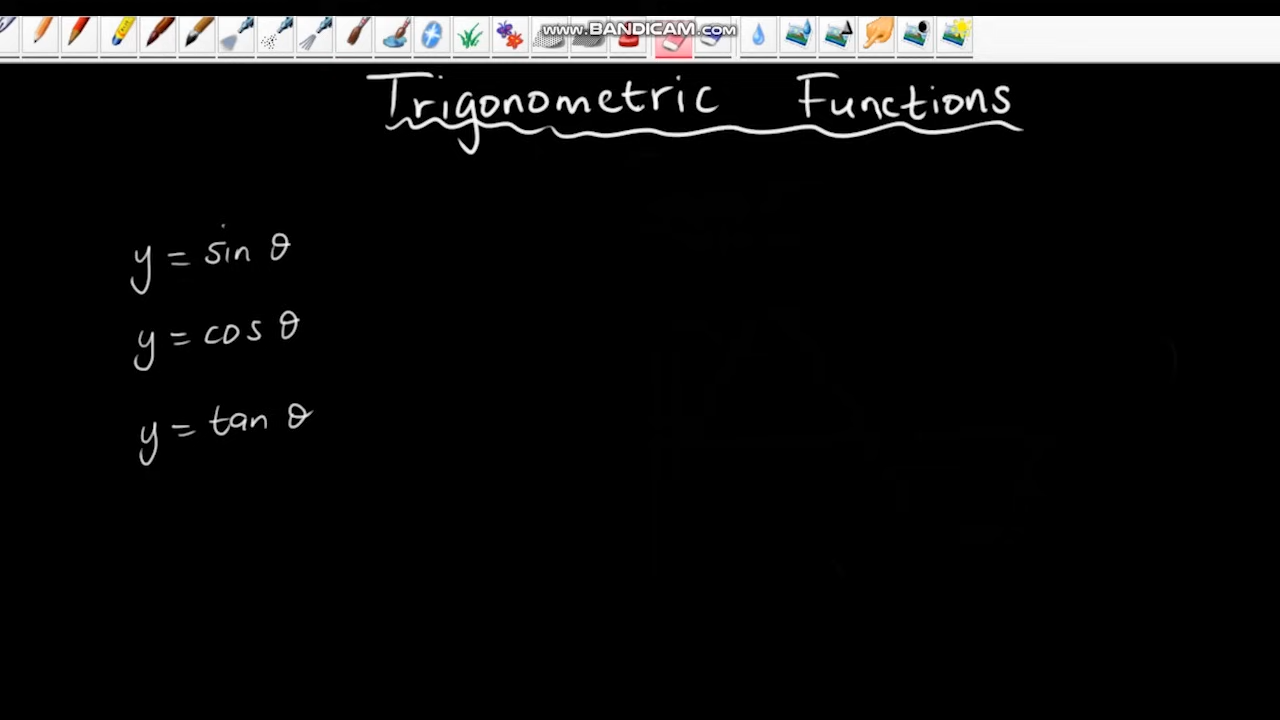 www.BANDICAM.com
Trigonometric Functions
y = sin θ
y = cos θ
y = tan θ